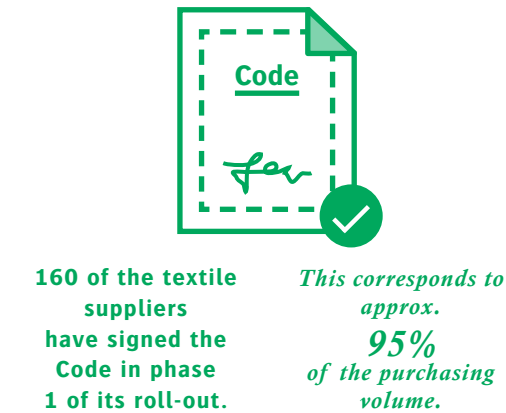 Code
160 of the textile
suppliers
have signed the
Code in phase
1 of its roll-out.
This corresponds to
approx.
95%
of the purchasing
volume.